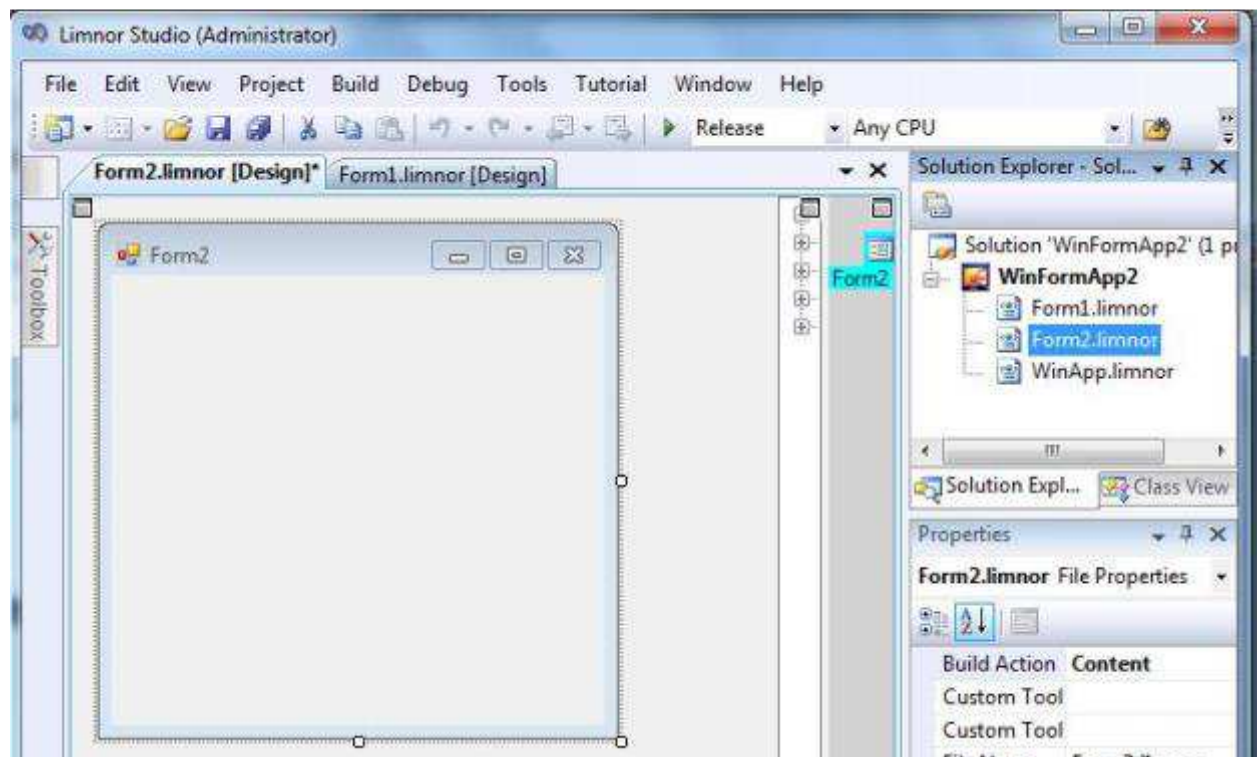 Limnor Studio (Administrator)
File Edit View Project Build Debug Tools Tutorial Window Help
Release Any CPU
Form2.limnor [Design]* Form1.limnor [Design]
Solution Explorer - Sol...
Toolbox
Form2
Form2
Solution 'WinFormApp2' (1 p
WinFormApp2
Form1.limnor
Form2.limnor
WinApp.limnor
Solution Expl... Class View
Properties
Form2.limnor File Properties
Build Action Content
Custom Tool
Custom Tool